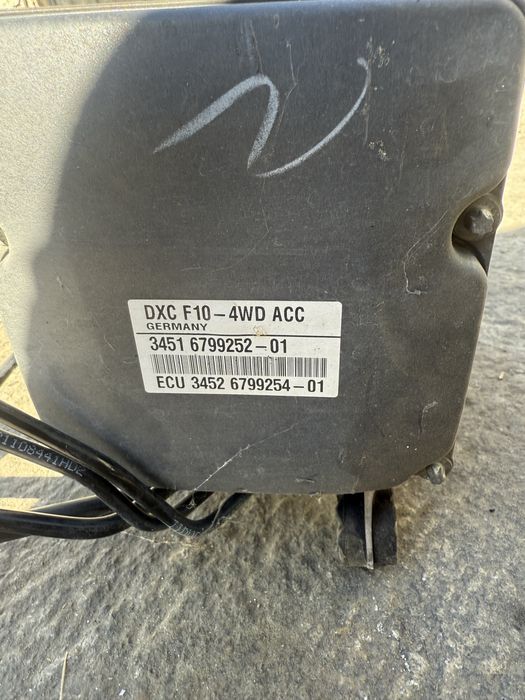 DXC F10-4WD ACC
GERMANY
3451 6799252-01
ECU 3452 6799254-01